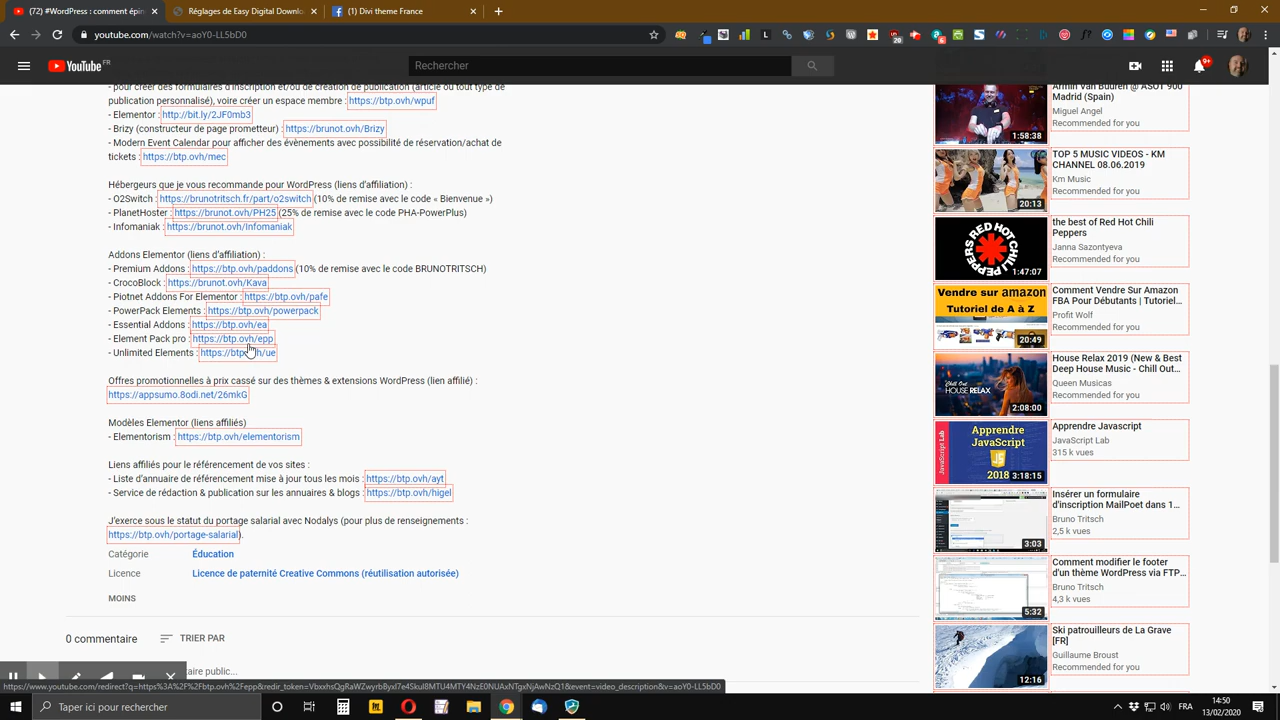 (72) #WordPress : comment épin
Réglages de Easy Downloads
(1) Divi theme France
youtube.com/watch?v=aoY0-LL5bD0
YouTube FR
Rechercher
9+
- pour créer des formulaires d'inscription et/ou de création de publication (article ou tout type de
publication personnalisé), voire créer un espace membre : https://btp.ovh/wpuf
- Elementor : http://bit.ly/2JF0mb3
- Brizy (constructeur de page prometteur) : https://brunot.ovh/Brizy
- Modern Event Calendar pour afficher des évènements avec possibilité de réservation/achat de
tickets : https://btp.ovh/mec
Hébergeurs que je vous recommande pour WordPress (liens d'affiliation) :
- O2Switch : https://brunotritsch.fr/part/o2switch (10% de remise avec le code « Bienvenue »)
- PlanetHoster : https://brunot.ovh/PH25 (25% de remise avec le code PHA-PowerPlus)
- Infomaniak : https://brunot.ovh/Infomaniak
Addons Elementor (liens d'affiliation) :
- Premium Addons : https://btp.ovh/paddons (10% de remise avec le code BRUNOTRITSCH)
- CrocoBlock : https://brunot.ovh/Kava
- Piotnet Addons For Elementor : https://btp.ovh/pafe
- PowerPack Elements : https://btp.ovh/powerpack
- Essential Addons : https://btp.ovh/ea
- Element Pack pro : https://btp.ovh/epp
- Unlimited Elements : https://btp.ovh/ue
Offres promotionnelles à prix cassé sur des thèmes & extensions WordPress (lien affilié) :
https://appsumo.8odi.net/26mkG
Modèles Elementor (liens affiliés)
- Elementorism : https://btp.ovh/elementorism
Liens affiliés pour le référencement de vos sites :
- Liste d'annuaire de référencement mise à jour tous les mois : https://btp.ovh/ayt
- Service de rédaction & publication sur les annuaires & blogs : https://btp.ovh/higel
J'exerce sous le statut du portage salarial avec Nodalys (pour plus de renseignements :
https://btp.ovh/portage-salarial)
Catégorie Éducation
Licence Licence de paternité Creative Commons (réutilisation autorisée)
MOINS
0 commentaire TRIER PAR
aire public...
Armin Van Buuren @ ASOT 900
Madrid (Spain)
Miguel Angel
Recommended for you
1:58:38
TOP 5 MUSIC VIDEOS - KM
CHANNEL 08.06.2019
Km Music
Recommended for you
20:13
the best of Red Hot Chili
Peppers
Janna Sazontyeva
Recommended for you
RED HOT CHILI PEPPERS
1:47:07
Comment Vendre Sur Amazon
FBA Pour Débutants | Tutoriel...
Profit Wolf
Recommended for you
Vendre sur amazon
Tutoriel de A à Z
20:49
House Relax 2019 (New & Best
Deep House Music - Chill Out...
Queen Musicas
Recommended for you
Chill Out
HOUSE RELAX
2:08:00
Apprendre Javascript
JavaScript Lab
315 k vues
JavaScript Lab
Apprendre
JavaScript
JS
2018
3:18:15
Insérer un formulaire
d'inscription MailPoet dans 1...
Bruno Tritsch
2,5 k vues
3:03
Comment modifier le footer
d'un thème WordPress via FTP...
Bruno Tritsch
4,3 k vues
5:32
Ski patrouilleurs de La Grave
[FR]
Guillaume Broust
Recommended for you
12:16
Taper ici pour rechercher
FRA
14:50
13/02/2020